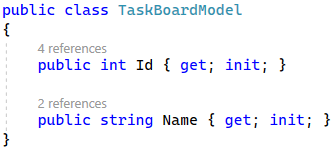 public class TaskBoardModel
{
4 references
public int Id { get; init; }
2 references
public string Name { get; init; }
}